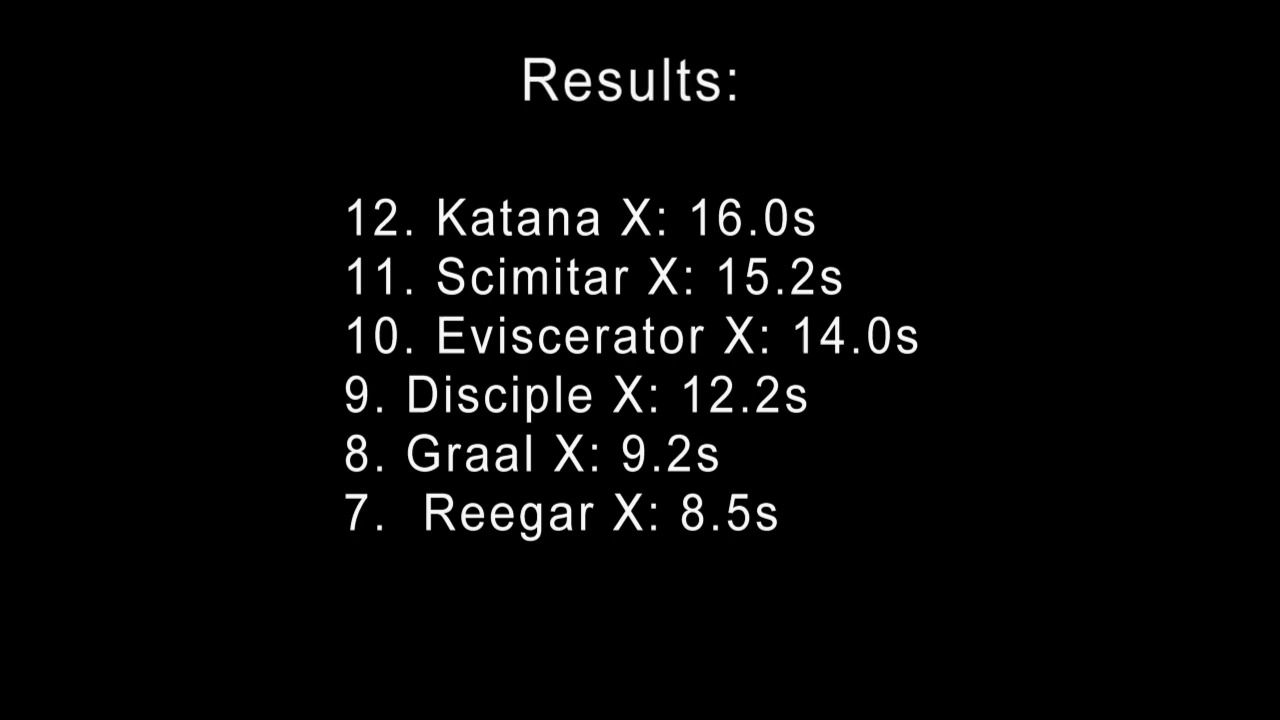 Results:
12. Katana X: 16.0s
11. Scimitar X: 15.2s
10. Eviscerator X: 14.0s
9. Disciple X: 12.2s
8. Graal X: 9.2s
7.  Reegar X: 8.5s